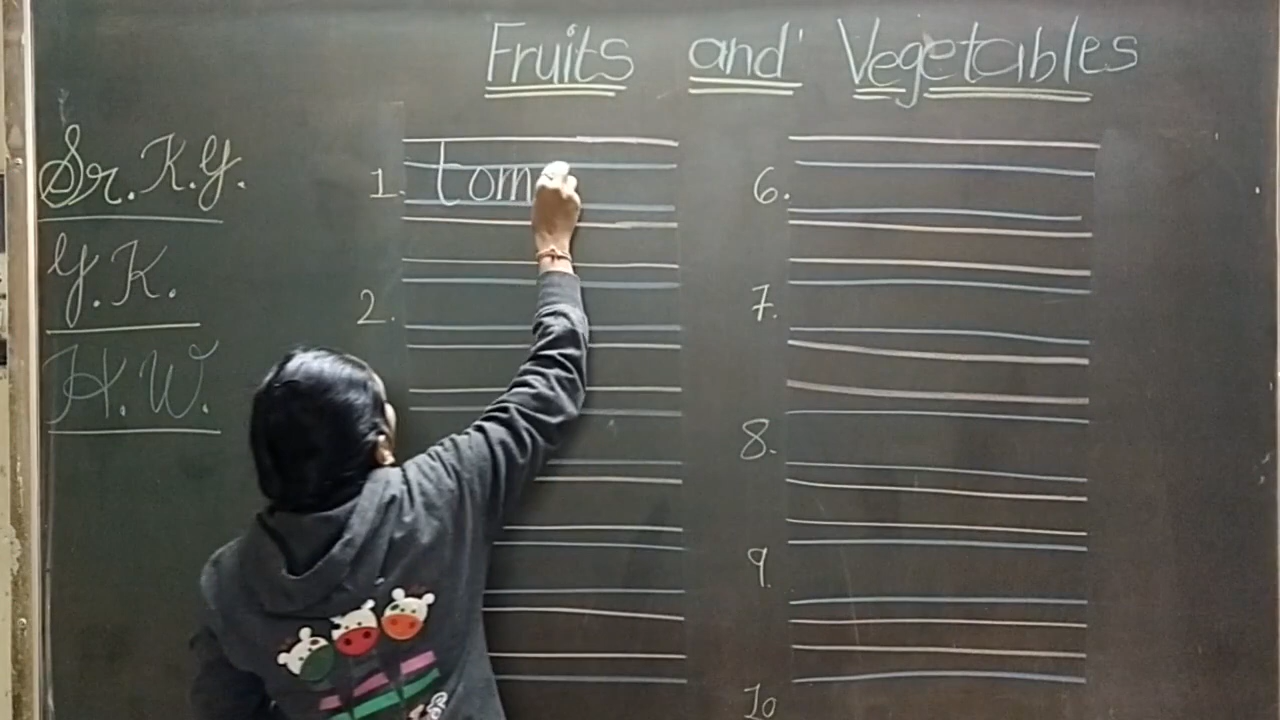 Fruits and Vegetables
Sr. K.G.
G.K.
H.W.
1. tom
2.
6.
7.
8.
9.
10